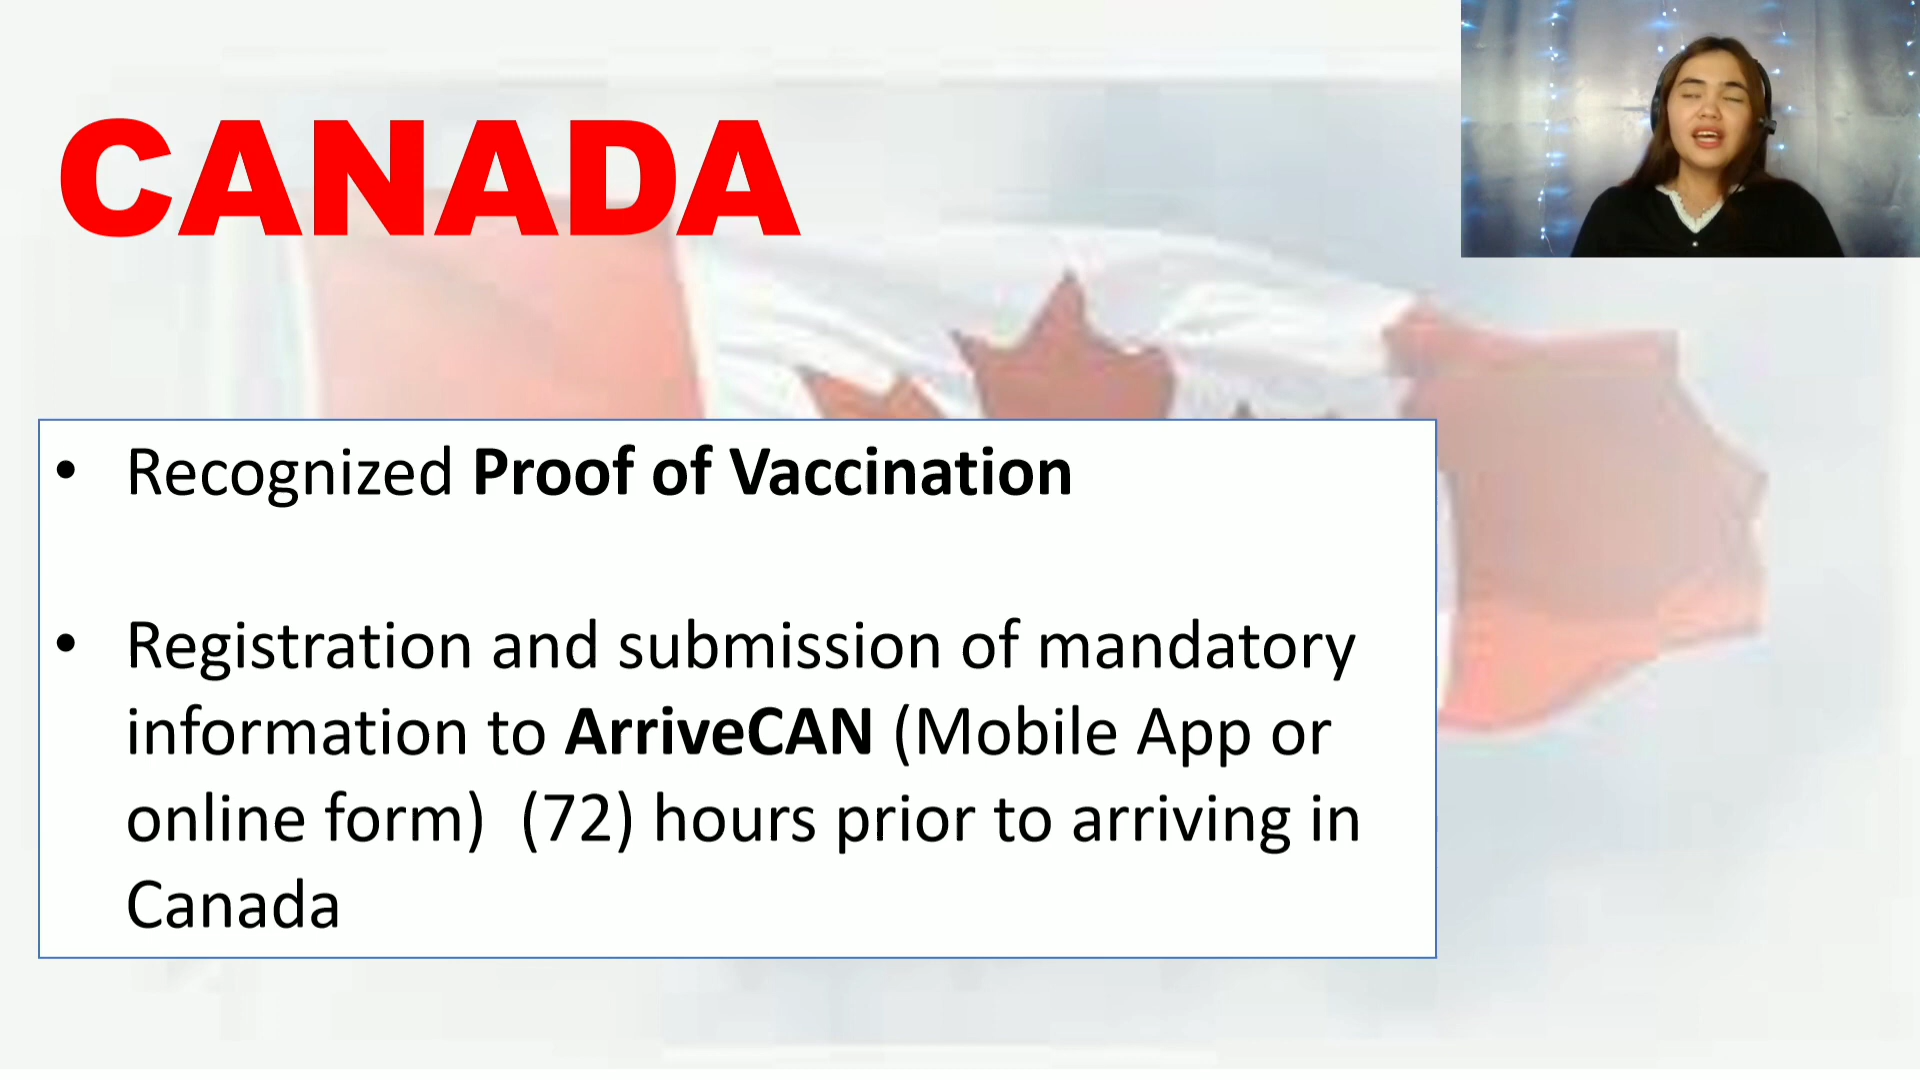 CANADA
• Recognized Proof of Vaccination
• Registration and submission of mandatory
information to ArriveCAN (Mobile App or
online form)  (72) hours prior to arriving in
Canada